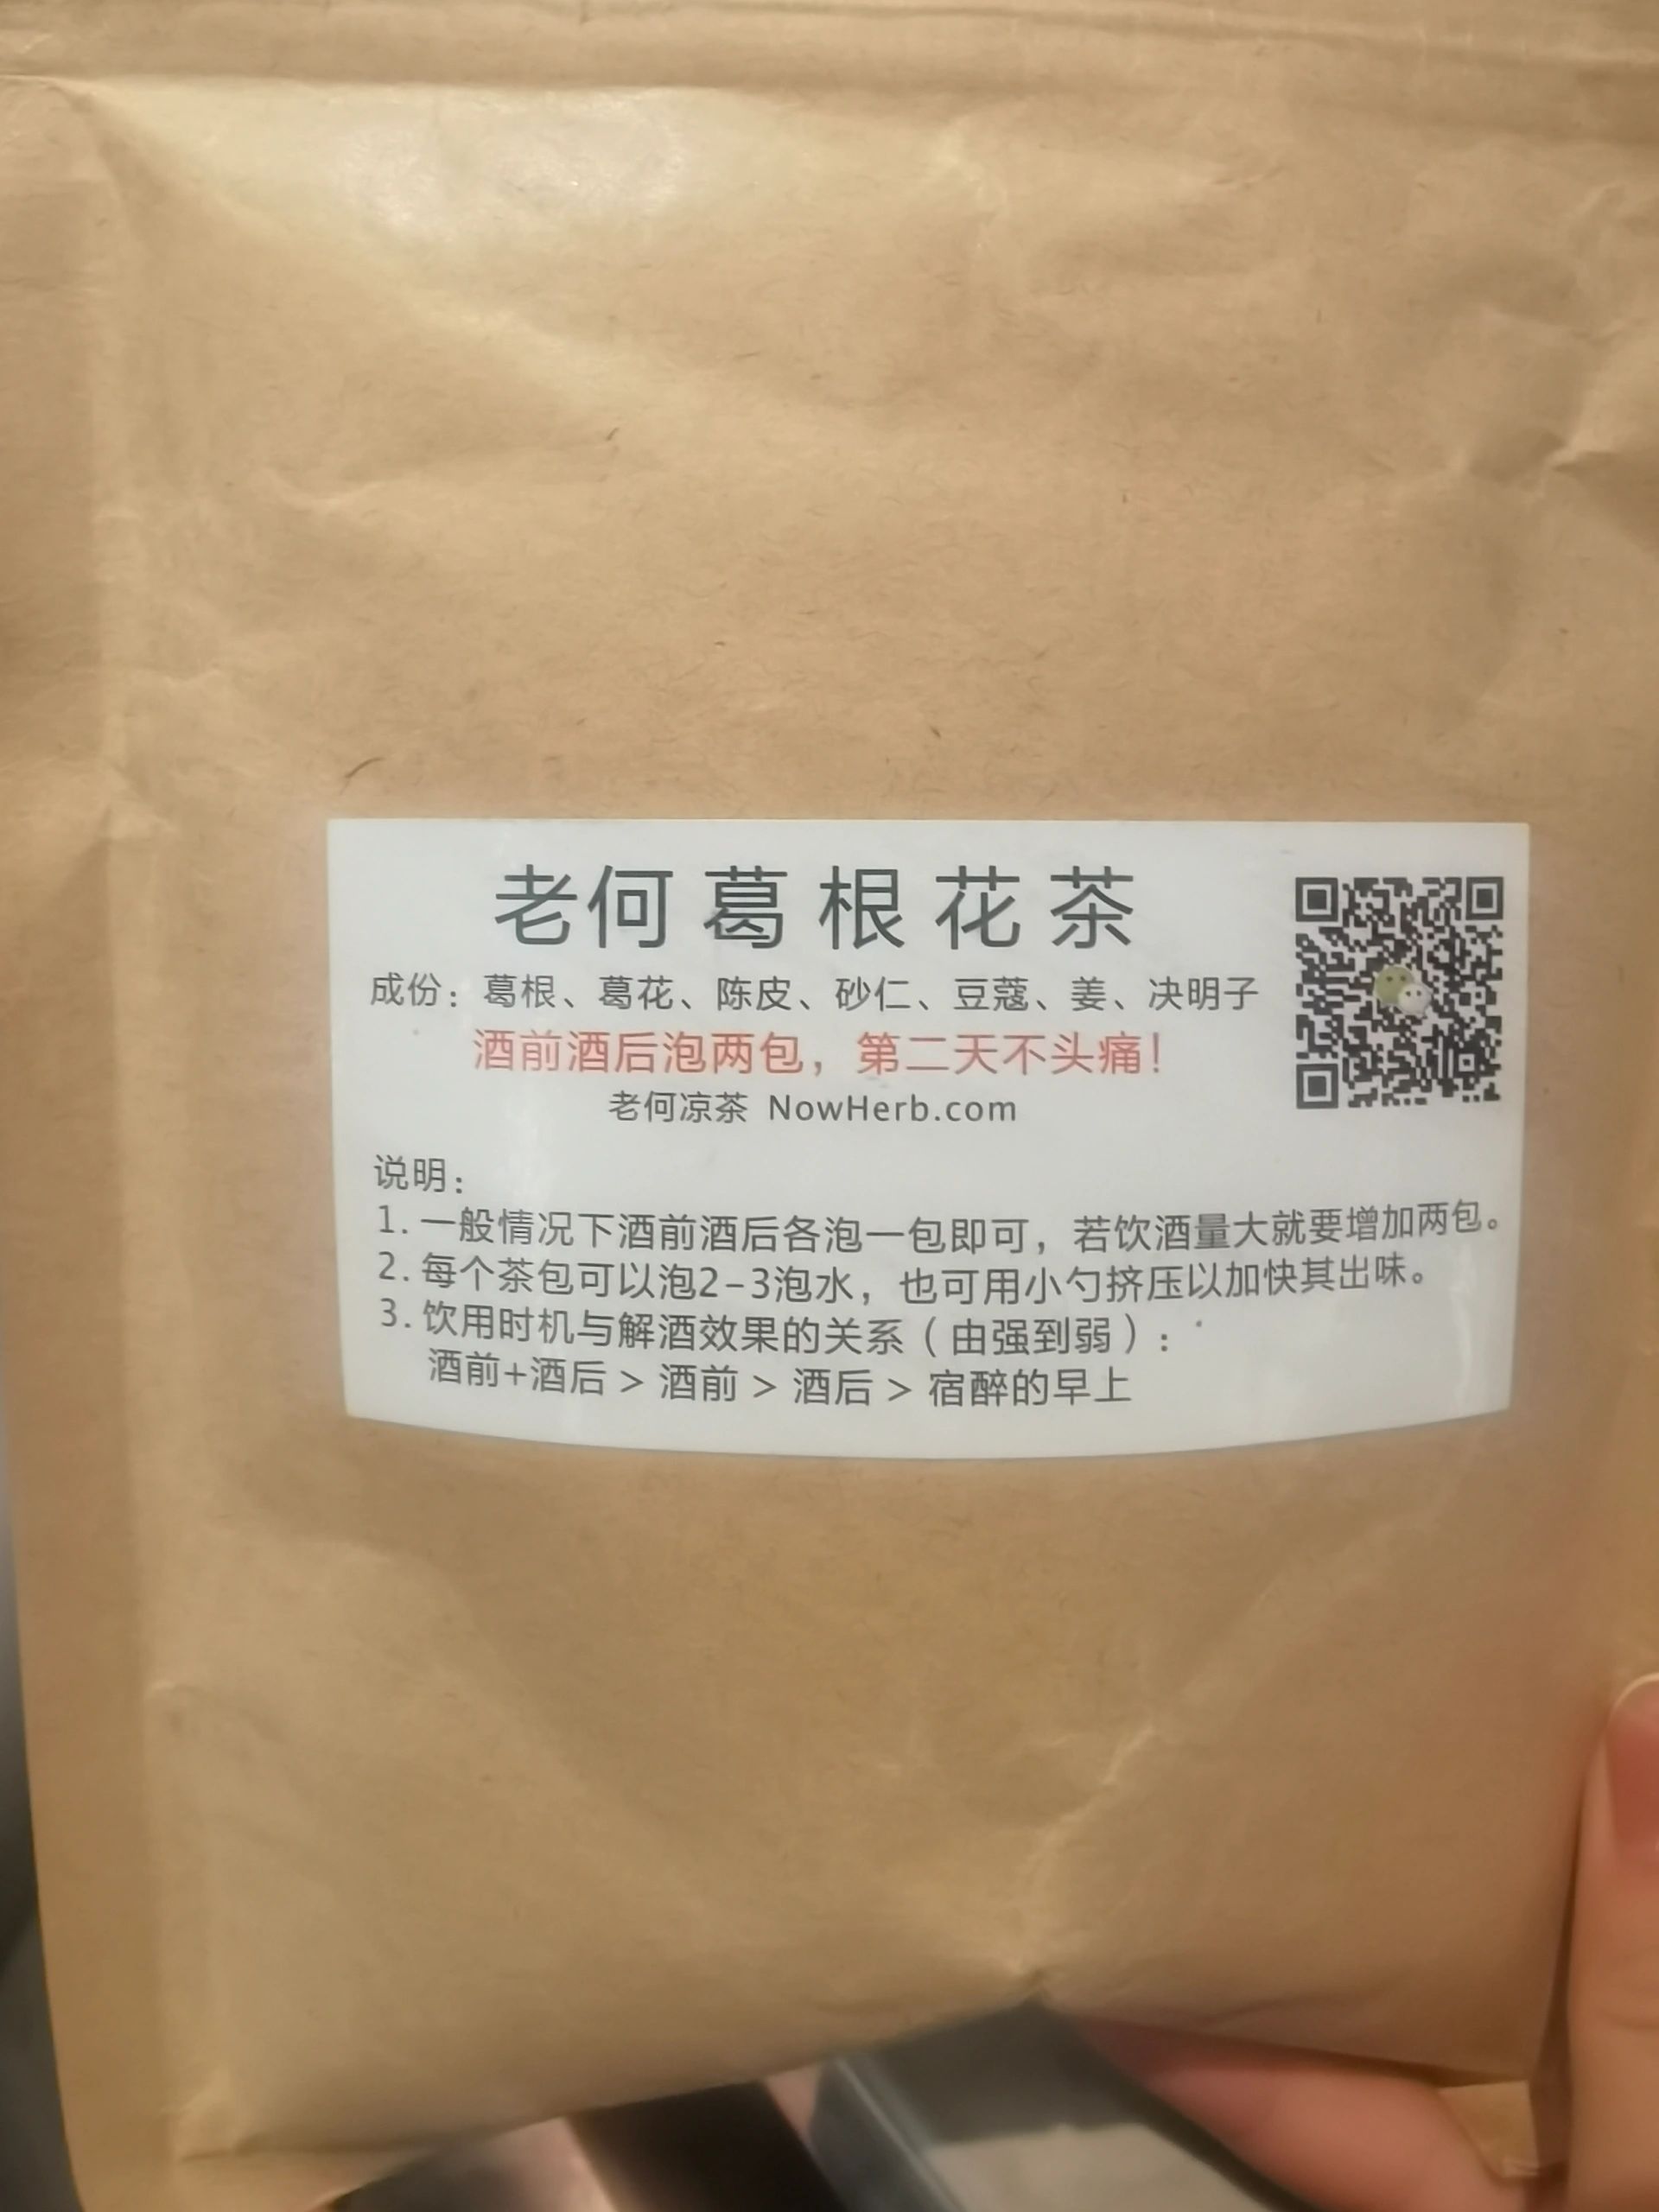 老何葛根花茶
成份：葛根、葛花、陈皮、砂仁、豆蔻、姜、决明子
酒前酒后泡两包，第二天不头痛！
老何凉茶 NowHerb.com
说明：
1. 一般情况下酒前酒后各泡一包即可，若饮酒量大就要增加两包。
2. 每个茶包可以泡2-3泡水，也可用小勺挤压以加快其出味。
3. 饮用时机与解酒效果的关系（由强到弱）：
酒前+酒后 > 酒前 > 酒后 > 宿醉的早上